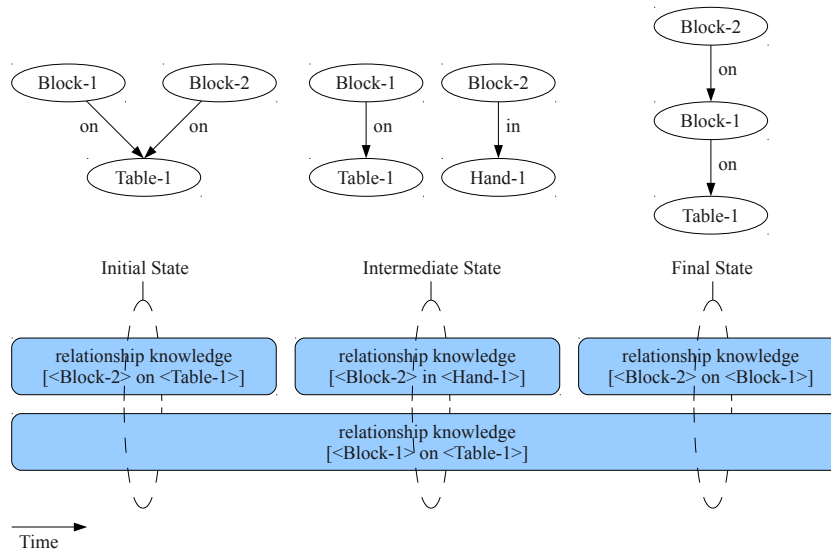 Block-2
on
Block-1 Block-2 Block-1 Block-2 Block-1
on on on in on
Table-1 Table-1 Hand-1 Table-1
Initial State Intermediate State Final State
relationship knowledge
[<Block-2> on <Table-1>]
relationship knowledge
[<Block-2> in <Hand-1>]
relationship knowledge
[<Block-2> on <Block-1>]
relationship knowledge
[<Block-1> on <Table-1>]
Time